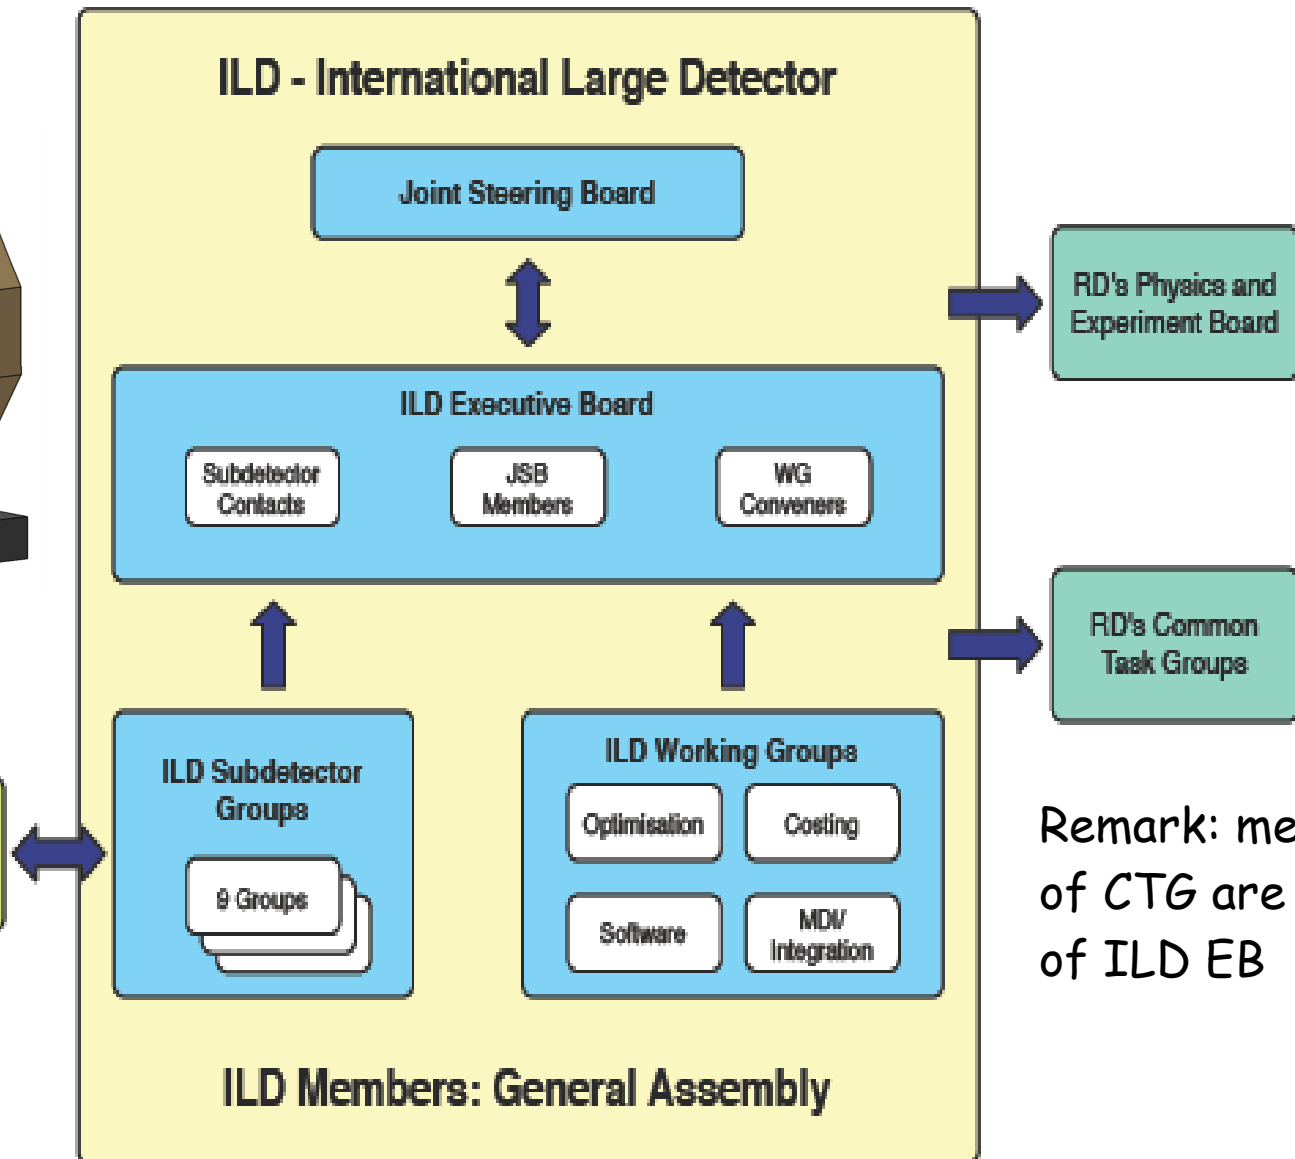 ILD - International Large Detector
Joint Steering Board
RD's Physics and
Experiment Board
ILD Executive Board
Subdetector
Contacts
JSB
Members
WG
Conveners
RD's Common
Task Groups
ILD Subdetector
Groups
9 Groups
ILD Working Groups
Optimisation
Costing
Software
MDI/
Integration
Remark:
of CTG are
of ILD EB
ILD Members: General Assembly